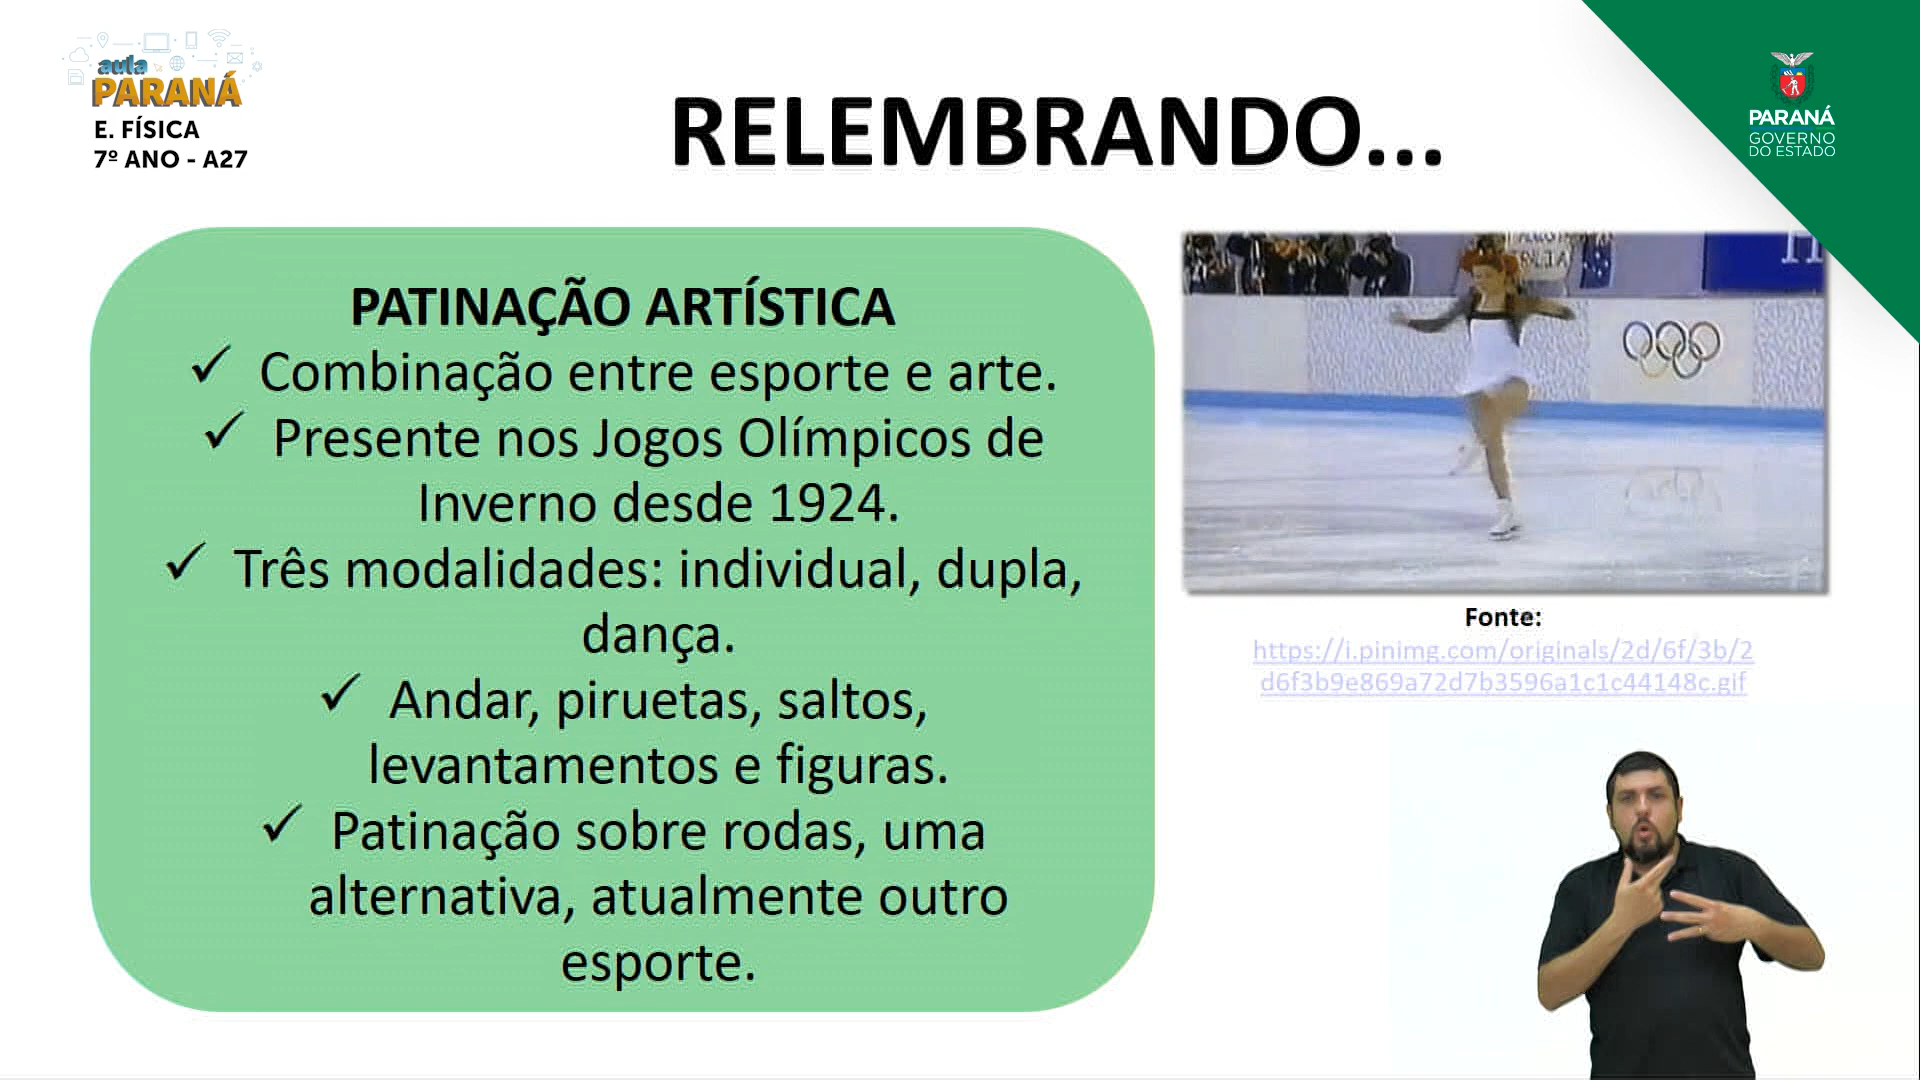 aula
PARANÁ
E. FÍSICA
7º ANO - A27
RELEMBRANDO...
PARANÁ
GOVERNO
DO ESTADO
PATINAÇÃO ARTÍSTICA
✓ Combinação entre esporte e arte.
✓ Presente nos Jogos Olímpicos de
Inverno desde 1924.
✓ Três modalidades: individual, dupla,
dança.
✓ Andar, piruetas, saltos,
levantamentos e figuras.
✓ Patinação sobre rodas, uma
alternativa, atualmente outro
esporte.
Fonte:
https://i.pinimg.com/originals/2d/6f/3b/2
d6f3b9e869a72d7b3596a1c1c44148c.gif